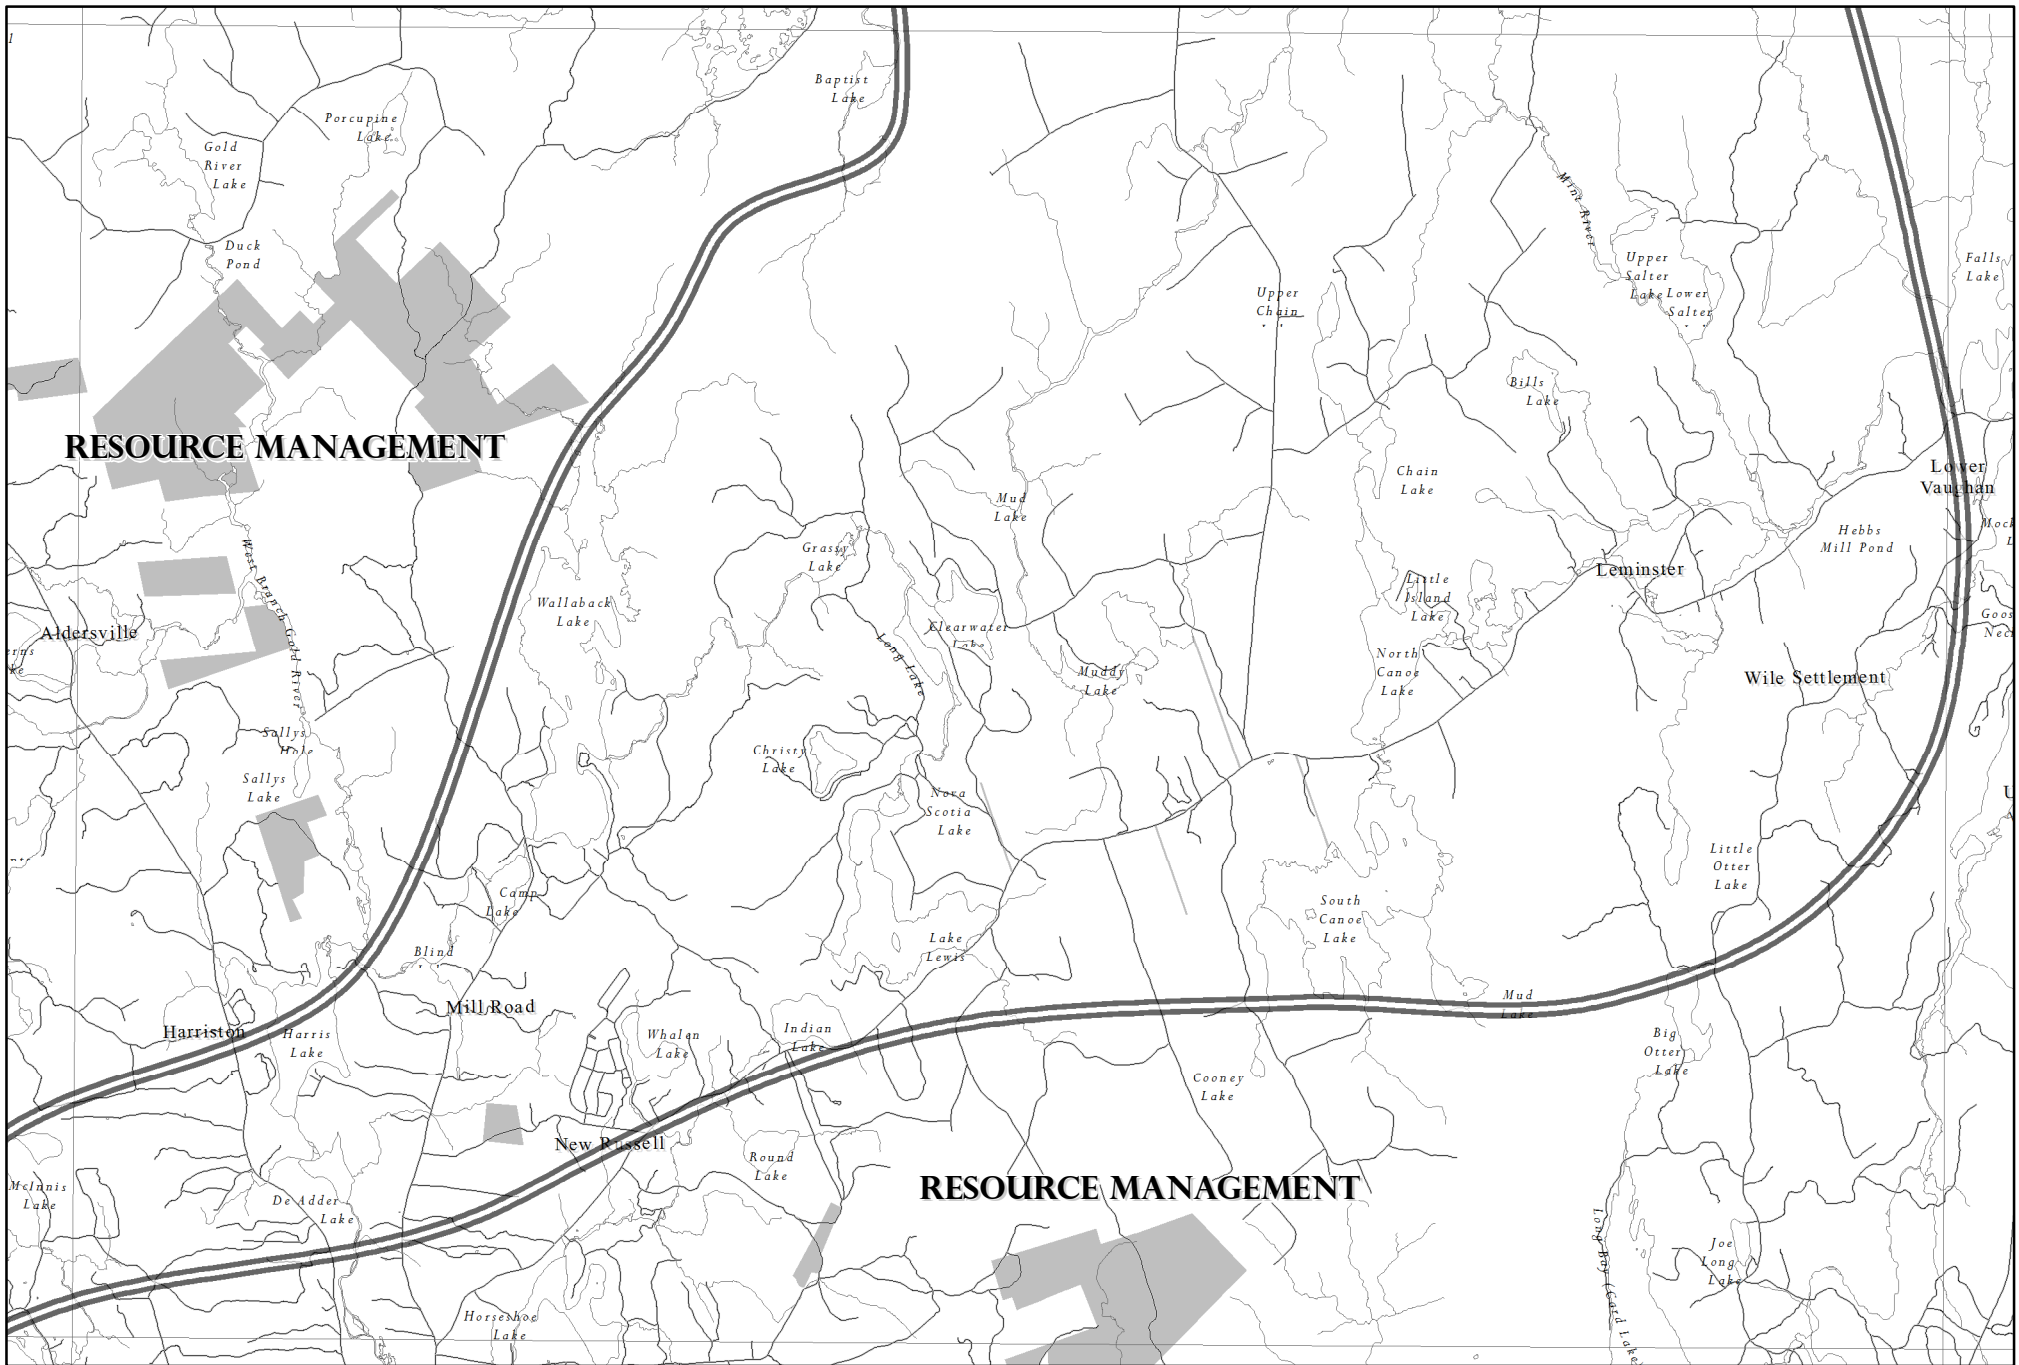 Baptist
Lake
Porcupine
Lake
Gold
River
Lake
Mint River
Duck
Pond
Upper
Salter
Lake
Lower
Salter
Falls
Lake
Upper
Chain
Bills
Lake
RESOURCE MANAGEMENT
Chain
Lake
Lower
Vaughan
Mud
Lake
Hebbs
Mill Pond
Grassy
Lake
West Branch Gold River
Leminster
Little
Island
Lake
Wallaback
Lake
Aldersville
Clearwater
Long Lake
North
Canoe
Lake
Muddy
Lake
Wile Settlement
Sallys
Hole
Christy
Lake
Sallys
Lake
Nova
Scotia
Lake
Little
Otter
Lake
Camp
Lake
South
Canoe
Lake
Lake
Lewis
Blind
Mud
Lake
Mill Road
Harriston
Harris
Lake
Whalen
Lake
Indian
Lake
Big
Otter
Lake
Cooney
Lake
New Russell
Round
Lake
RESOURCE MANAGEMENT
McInnis
Lake
De Adder
Lake
Long Bay (Card Lake)
Joe
Long
Lake
Horseshoe
Lake